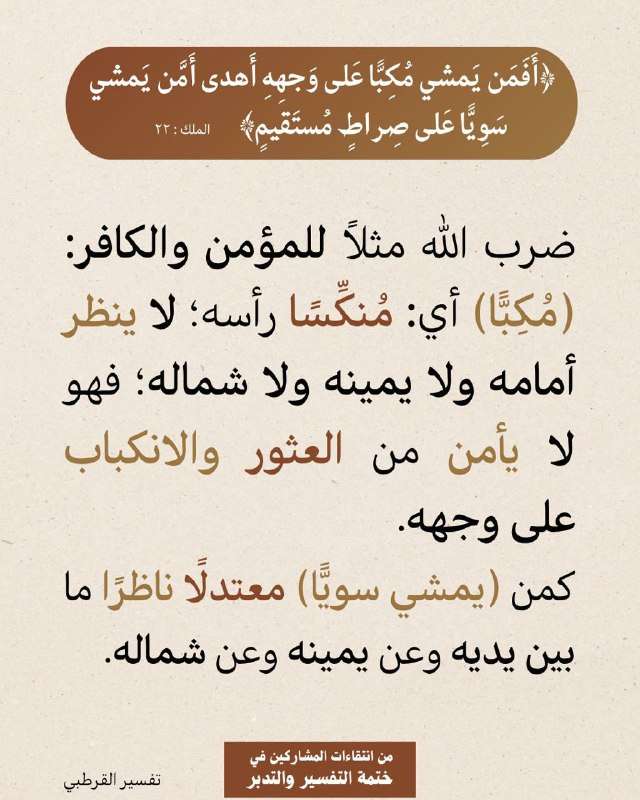 ﴿أَفَمَن يَمشي مُكِبًّا عَلى وَجهِهِ أَهدى أَمَّن يَمشي
سَوِيًّا عَلى صِراطٍ مُستَقيمٍ﴾ الملك : ٢٢
ضرب الله مثلاً للمؤمن والكافر:
(مُكِبًّا) أي: مُنكِّسًا رأسه؛ لا ينظر
أمامه ولا يمينه ولا شماله؛ فهو
لا يأمن من العثور والانكباب
على وجهه.
كمن (يمشي سويًّا) معتدلًا ناظرًا ما
بين يديه وعن يمينه وعن شماله.
من انتقاءات المشاركين في
ختمة التفسير والتدبر
تفسير القرطبي